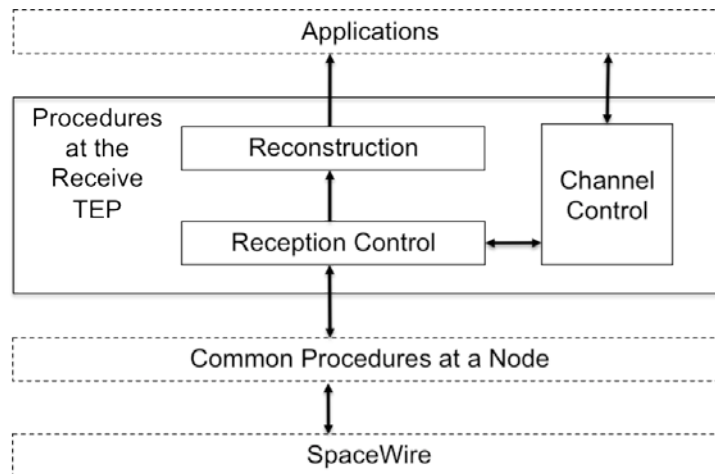 Applications
Procedures
at the
Receive
TEP
Reconstruction
Channel
Control
Reception Control
Common Procedures at a Node
SpaceWire